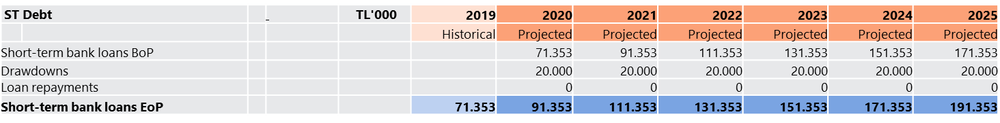 ST Debt - TL'000 2019 2020 2021 2022 2023 2024 2025
Historical Projected Projected Projected Projected Projected Projected
Short-term bank loans BoP 71.353 91.353 111.353 131.353 151.353 171.353
Drawdowns 20.000 20.000 20.000 20.000 20.000 20.000
Loan repayments 0 0 0 0 0 0
Short-term bank loans EoP 71.353 91.353 111.353 131.353 151.353 171.353 191.353